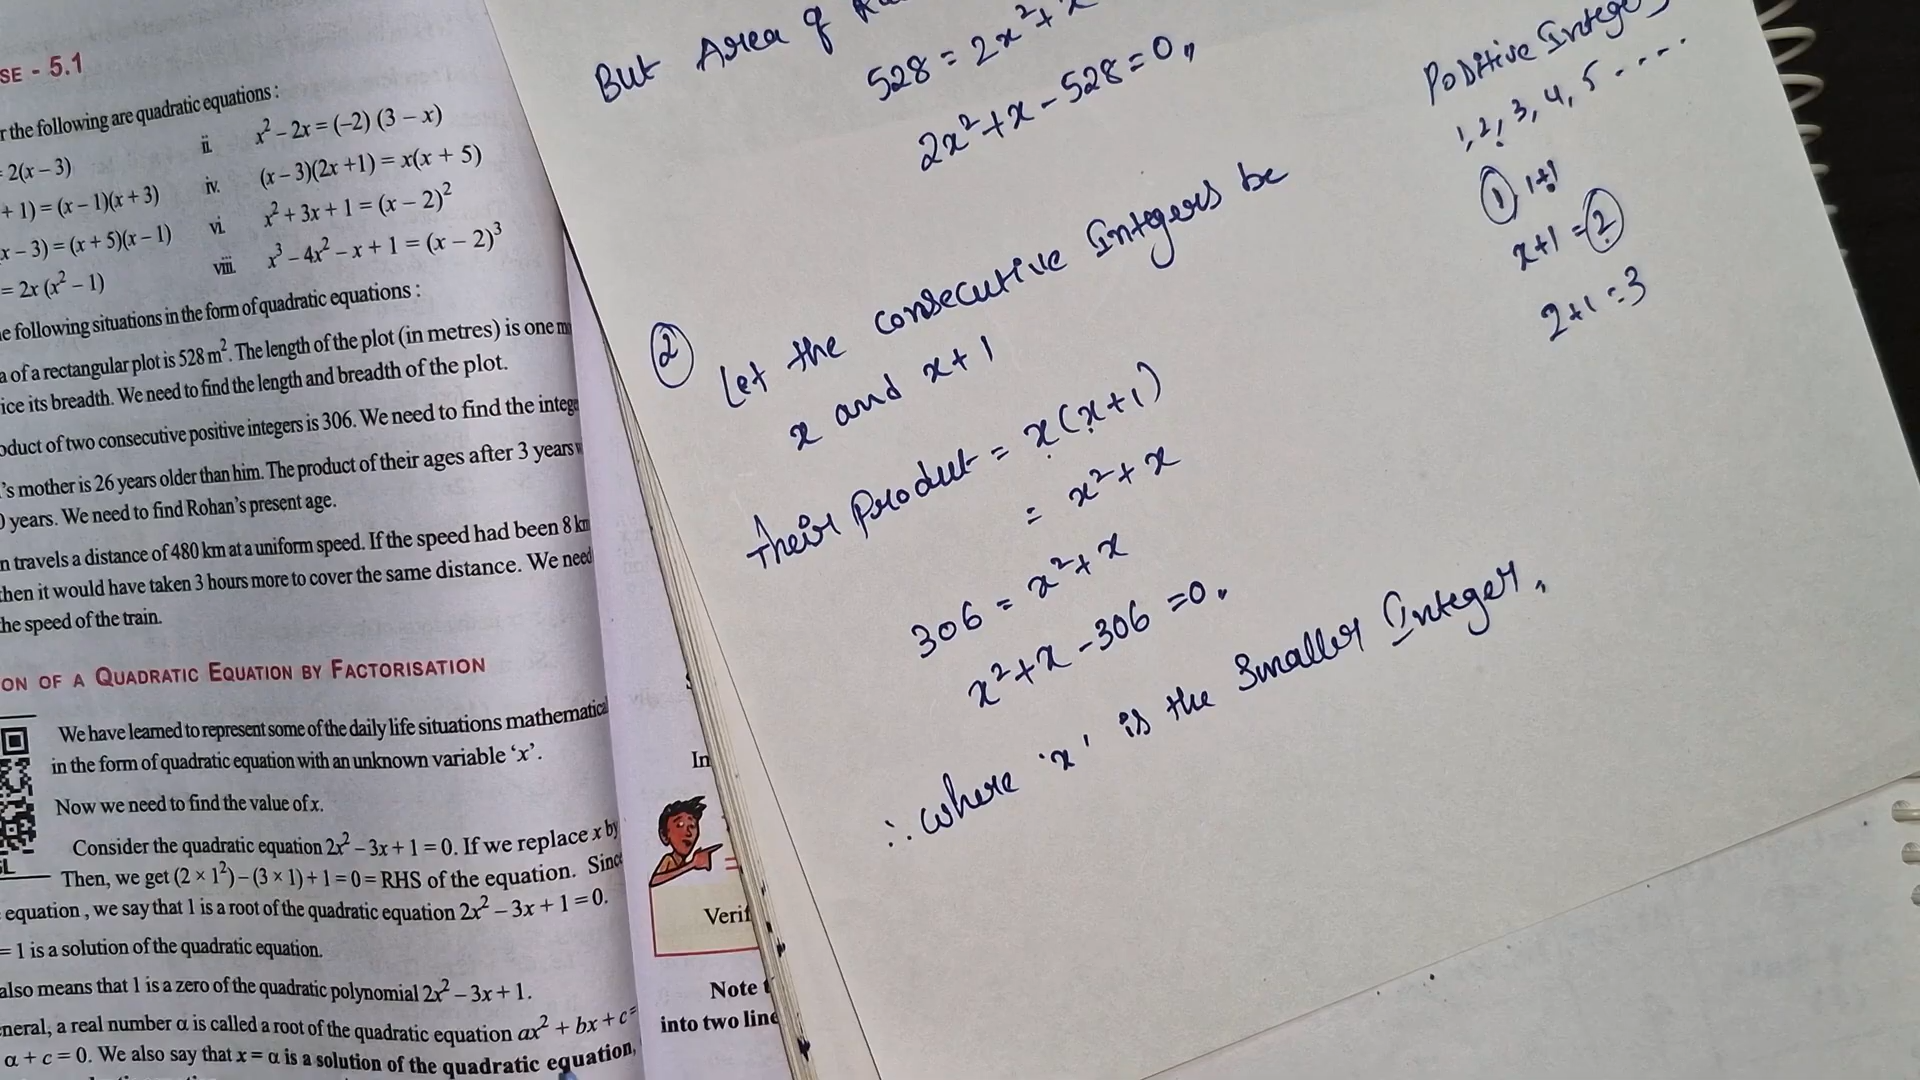 SE - 5.1
the following are quadratic equations :
2(x – 3)
ii. x² – 2x = (–2) (3 – x)
+ 1) = (x – 1)(x + 3)
iv. (x – 3)(2x +1) = x(x + 5)
x – 3) = (x + 5)(x – 1)
vi. x² + 3x + 1 = (x – 2)²
= 2x (x² – 1)
viii. x³ – 4x² – x + 1 = (x – 2)³
following situations in the form of quadratic equations :
a of a rectangular plot is 528 m². The length of the plot (in metres) is one
ice its breadth. We need to find the length and breadth of the plot.
oduct of two consecutive positive integers is 306. We need to find the
's mother is 26 years older than him. The product of their ages after 3 years
years. We need to find Rohan's present age.
n travels a distance of 480 km at a uniform speed. If the speed had been 8
then it would have taken 3 hours more to cover the same distance. We need
the speed of the train.
ON OF A QUADRATIC EQUATION BY FACTORISATION
We have learned to represent some of the daily life situations
in the form of quadratic equation with an unknown variable 'x'.
Now we need to find the value of x.
Consider the quadratic equation 2x² – 3x + 1 = 0. If we replace x by
Then, we get (2 × 1²) – (3 × 1) + 1 = 0 = RHS of the equation.
equation , we say that 1 is a root of the quadratic equation 2x² – 3x + 1 = 0.
= 1 is a solution of the quadratic equation.
also means that 1 is a zero of the quadratic polynomial 2x² – 3x + 1.
neral, a real number α is called a root of the quadratic equation ax² + bx + c =
α + c = 0. We also say that x = α is a solution of the quadratic equation,
In
Verif
Note
into two line
But Area of
528 = 2x² + x
2x² + x - 528 = 0,,
② Let the consecutive Integers be
x and x+1
Their product = x(x+1)
= x² + x
306 = x² + x
x² + x - 306 = 0,
∴ where 'x' is the smaller Integer,
Positive Integer
1, 2, 3, 4, 5 ....
① 1+1
x+1 = ②
2+1 = 3